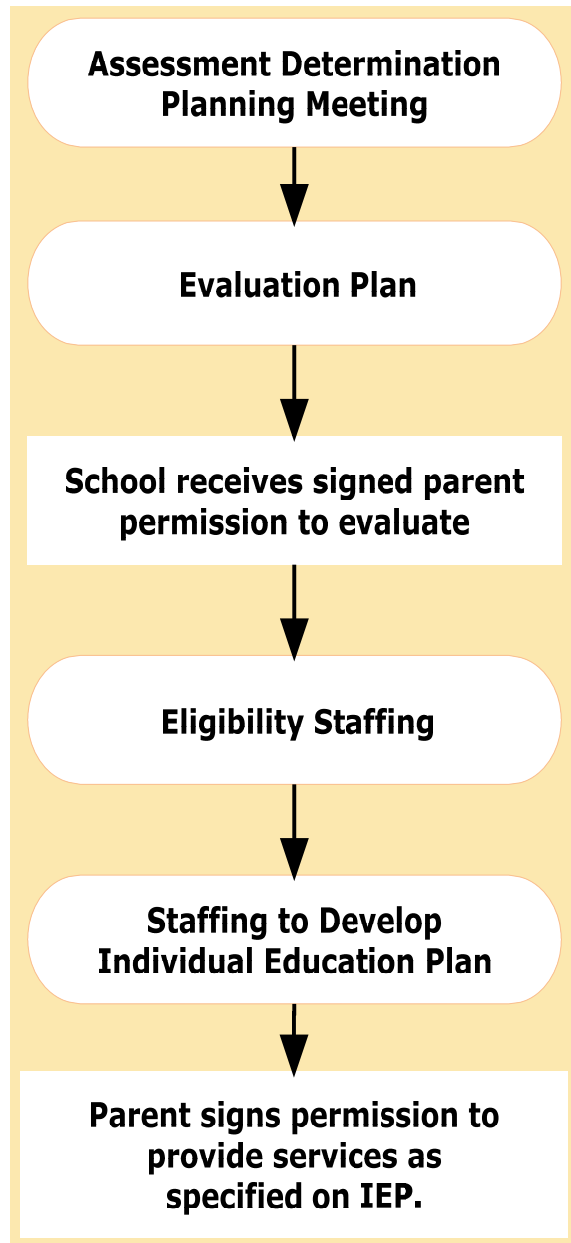 Assessment Determination
Planning Meeting
Evaluation Plan
School receives signed parent
permission to evaluate
Eligibility Staffing
Staffing to Develop
Individual Education Plan
Parent signs permission to
provide services as
specified on IEP.